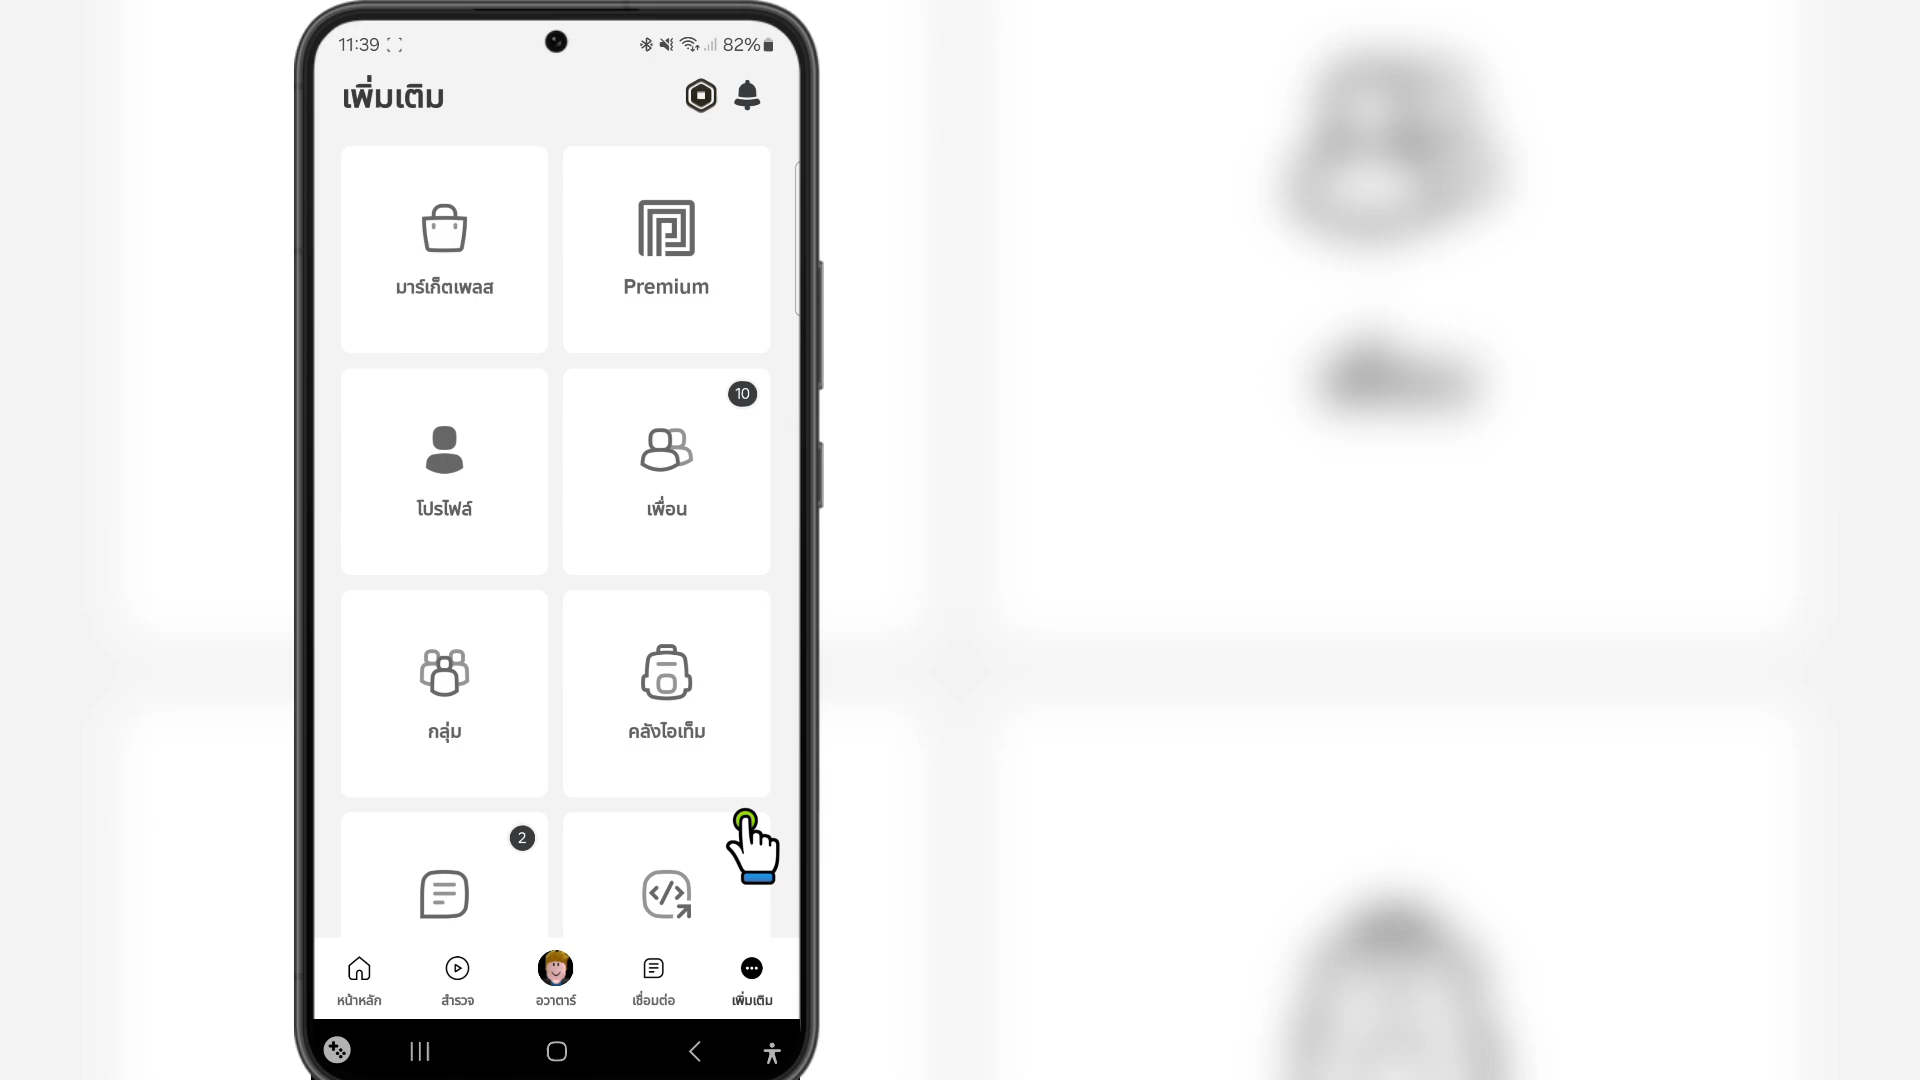 11:39
82%
เพิ่มเติม
มาร์เก็ตเพลส
Premium
10
โปรไฟล์
เพื่อน
กลุ่ม
คลังไอเท็ม
2
หน้าหลัก
สำรวจ
อวาตาร์
เชื่อมต่อ
เพิ่มเติม